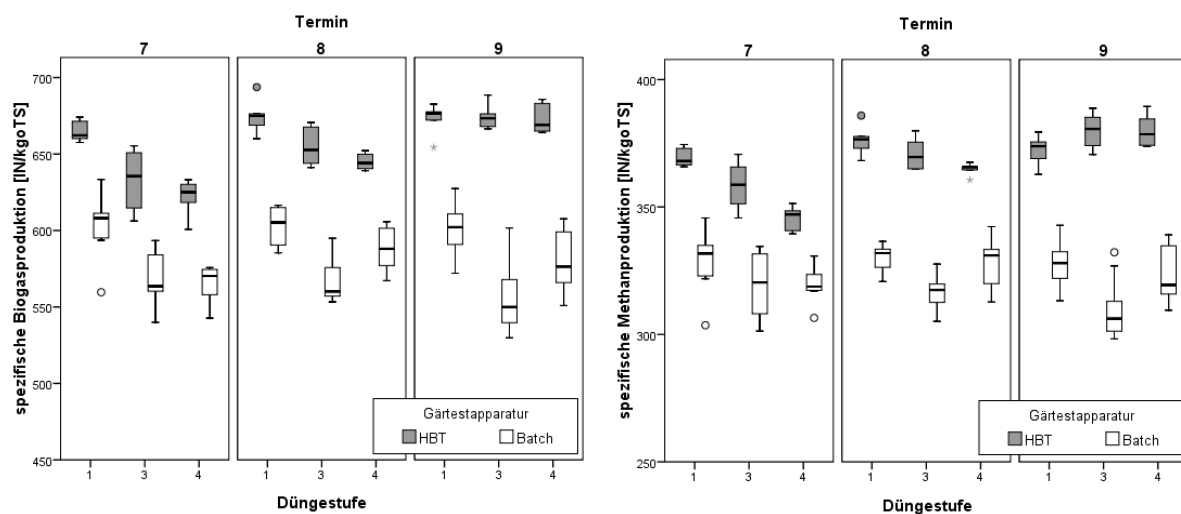 Termin
7 8 9
spezifische Biogasproduktion [lN/kgoTS]
700
650
600
550
500
450
Gärtestapparatur
HBT Batch
1 3 4 1 3 4 1 3 4
Düngestufe
Termin
7 8 9
spezifische Methanproduktion [lN/kgoTS]
400
350
300
250
Gärtestapparatur
HBT Batch
1 3 4 1 3 4 1 3 4
Düngestufe